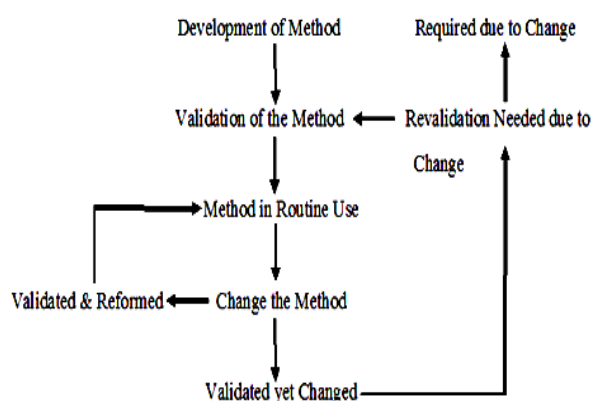 Development of Method
Required due to Change
Validation of the Method
Revalidation Needed due to
Change
Method in Routine Use
Validated & Reformed
Change the Method
Validated yet Changed